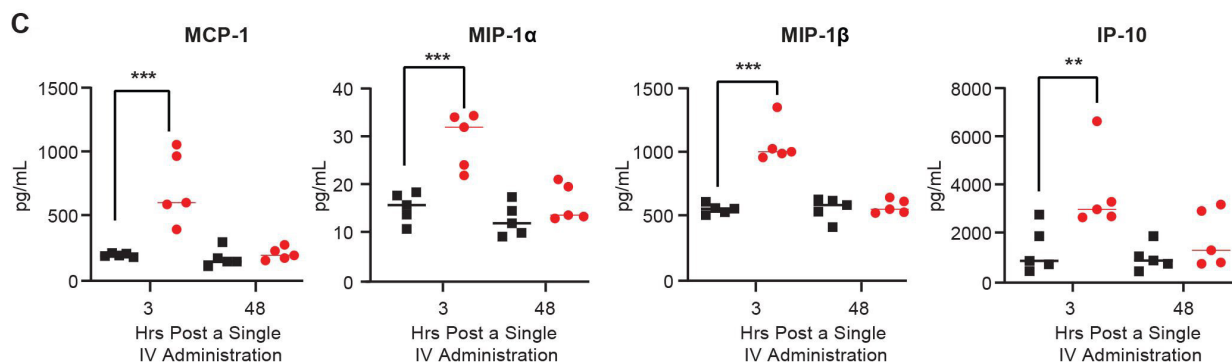 C
MCP-1
MIP-1α
MIP-1β
IP-10
***
***
***
**
pg/mL
1500
1000
500
0
3
48
Hrs Post a Single
IV Administration
pg/mL
40
30
20
10
0
3
48
Hrs Post a Single
IV Administration
pg/mL
1500
1000
500
0
3
48
Hrs Post a Single
IV Administration
pg/mL
8000
6000
4000
2000
0
3
48
Hrs Post a Single
IV Administration